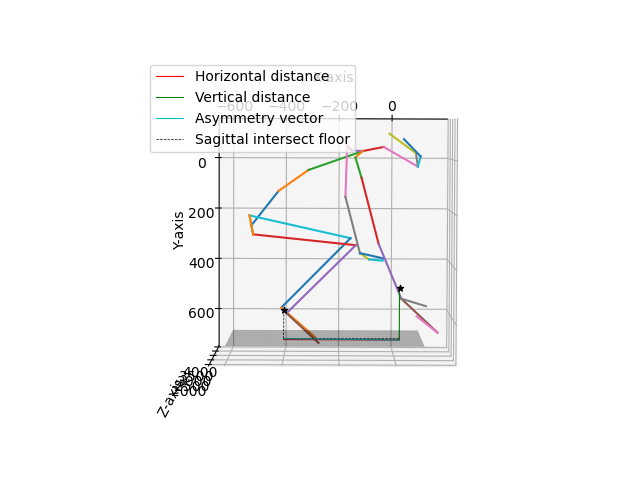 Horizontal distance
Vertical distance
Asymmetry vector
Sagittal intersect floor
-axis
−600 −400 −200 0
Y-axis
0
200
400
600
Z-axis
4000